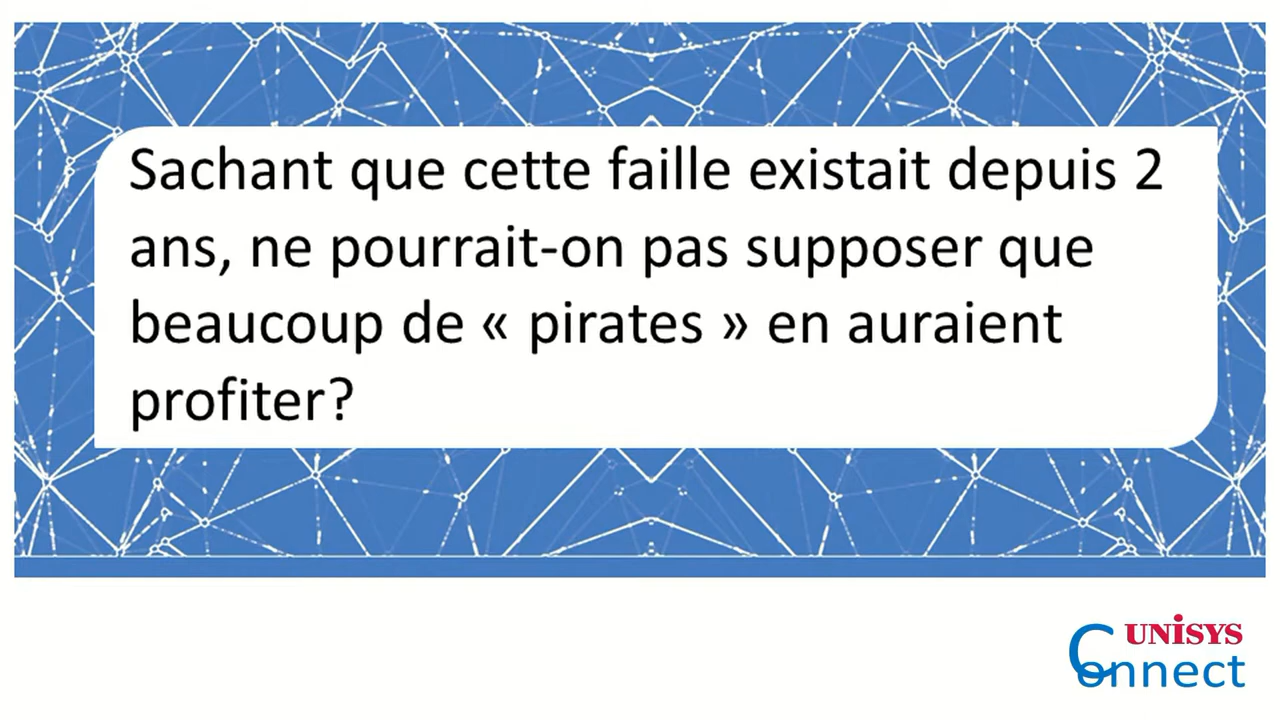 Sachant que cette faille existait depuis 2
ans, ne pourrait-on pas supposer que
beaucoup de « pirates » en auraient
profiter?
UNiSYS
Connect